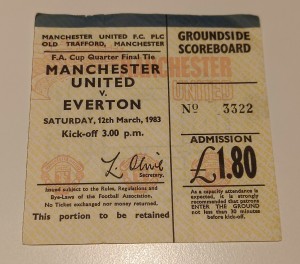 MANCHESTER UNITED F.C. PLC
OLD TRAFFORD, MANCHESTER
F.A. Cup Quarter Final Tie
MANCHESTER
UNITED
V.
EVERTON
SATURDAY, 12th March, 1983
Kick-off 3.00 p.m.
Secretary.
Issued subject to the Rules, Regulations and
Bye-Laws of the Football Association.
No Ticket exchanged nor money returned.
This portion to be retained
GROUNDSIDE
SCOREBOARD
MANCHESTER
UNITED
No 3322
ADMISSION
£1.80
As a capacity attendance is
expected, it is strongly
recommended that patrons
ENTER THE GROUND
not less than 30 minutes
before kick-off.